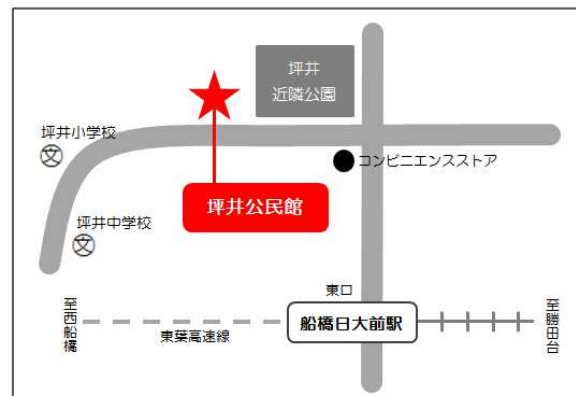 坪井
近隣公園
坪井小学校
文
コンビニエンスストア
坪井公民館
坪井中学校
文
東口
至西船橋
東葉高速線
船橋日大前駅
至勝田台